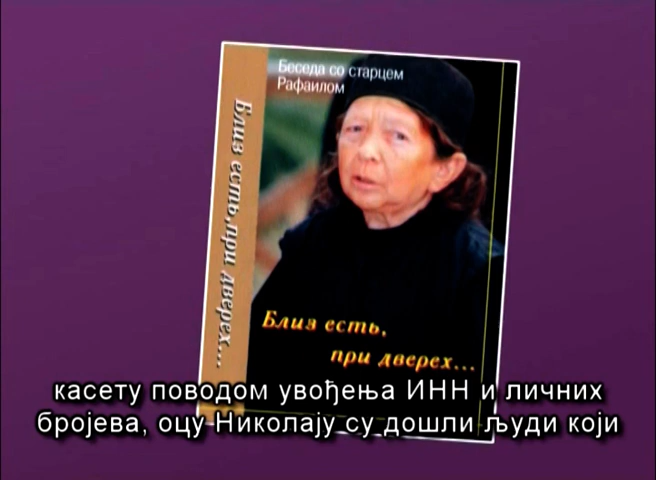 Беседа со старцем
Рафаилом
Близ есть, при дверех...
Близ есть,
при дверех...
касету поводом увођења ИНН и личних
бројева, оцу Николају су дошли људи који